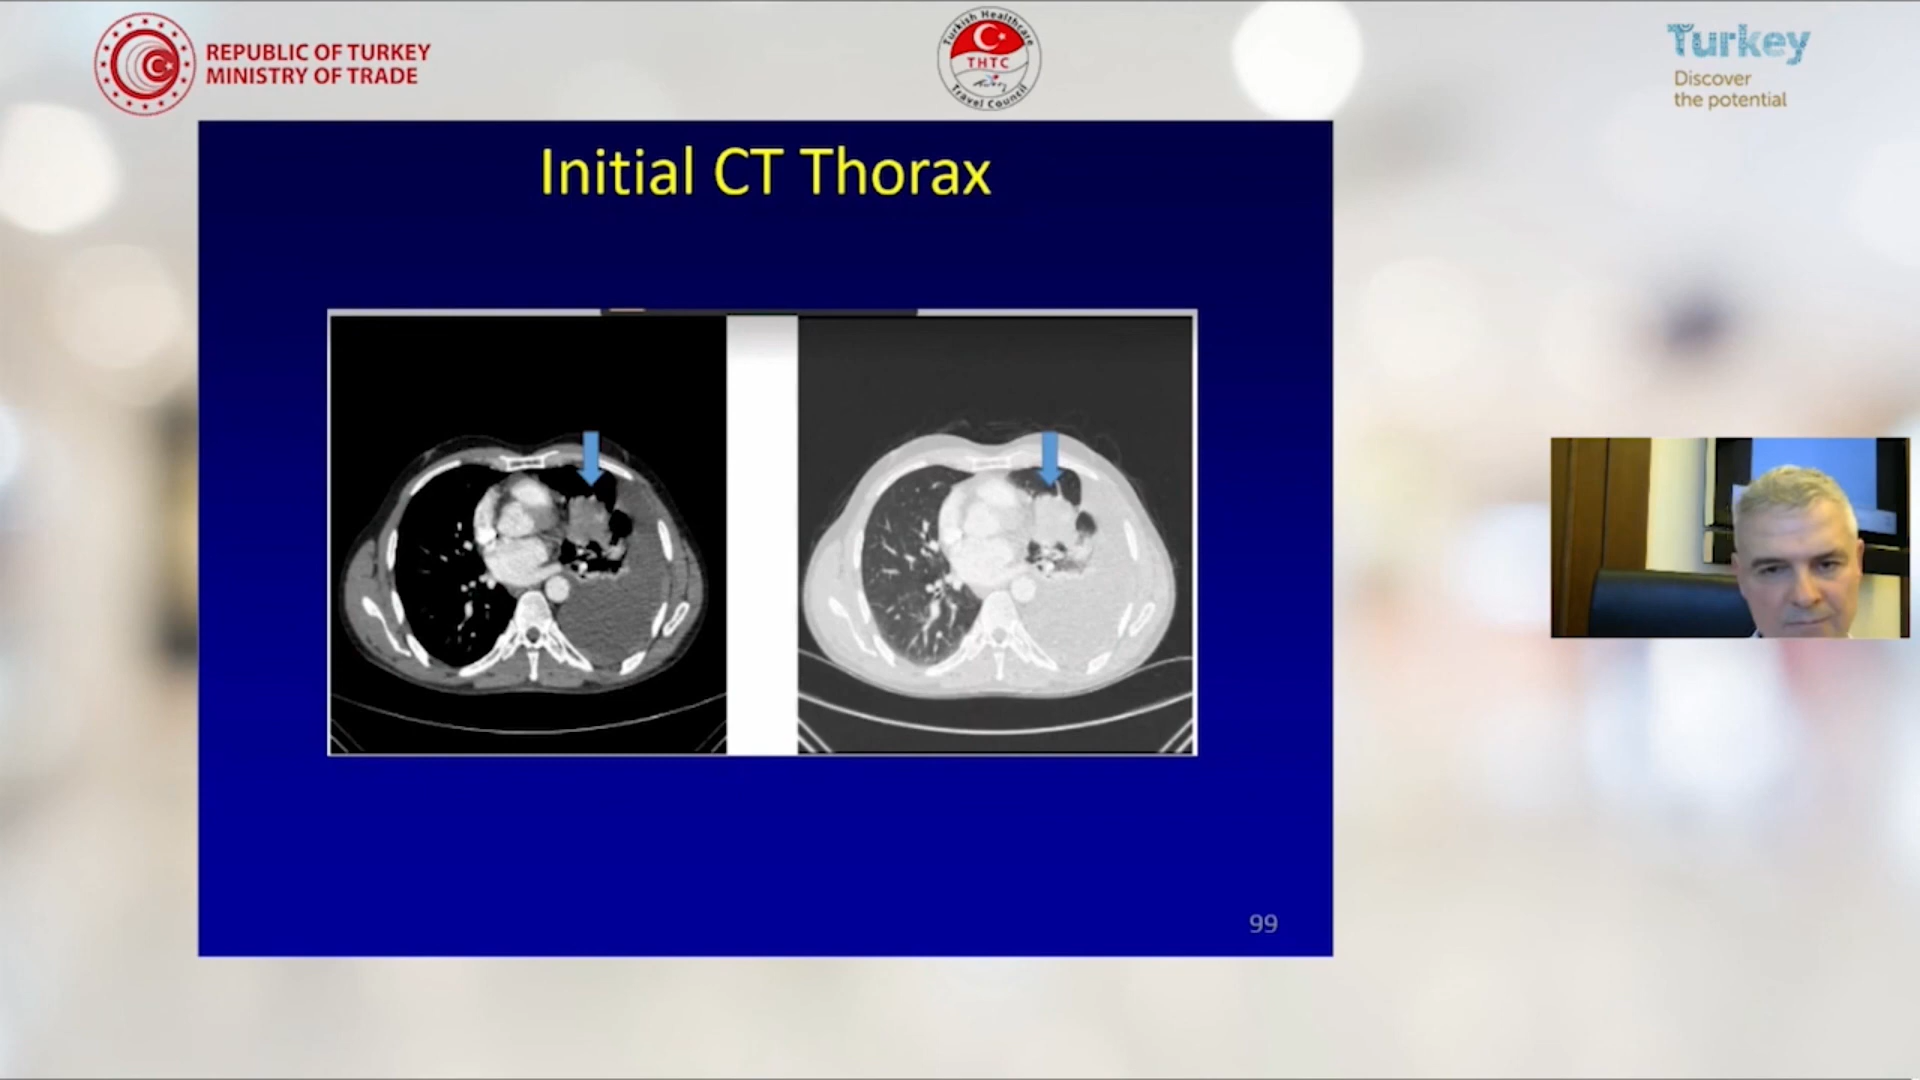 REPUBLIC OF TURKEY
MINISTRY OF TRADE
Turkish Healthcare
THTC
Travel Council
Turkey
Discover
the potential
Initial CT Thorax
99